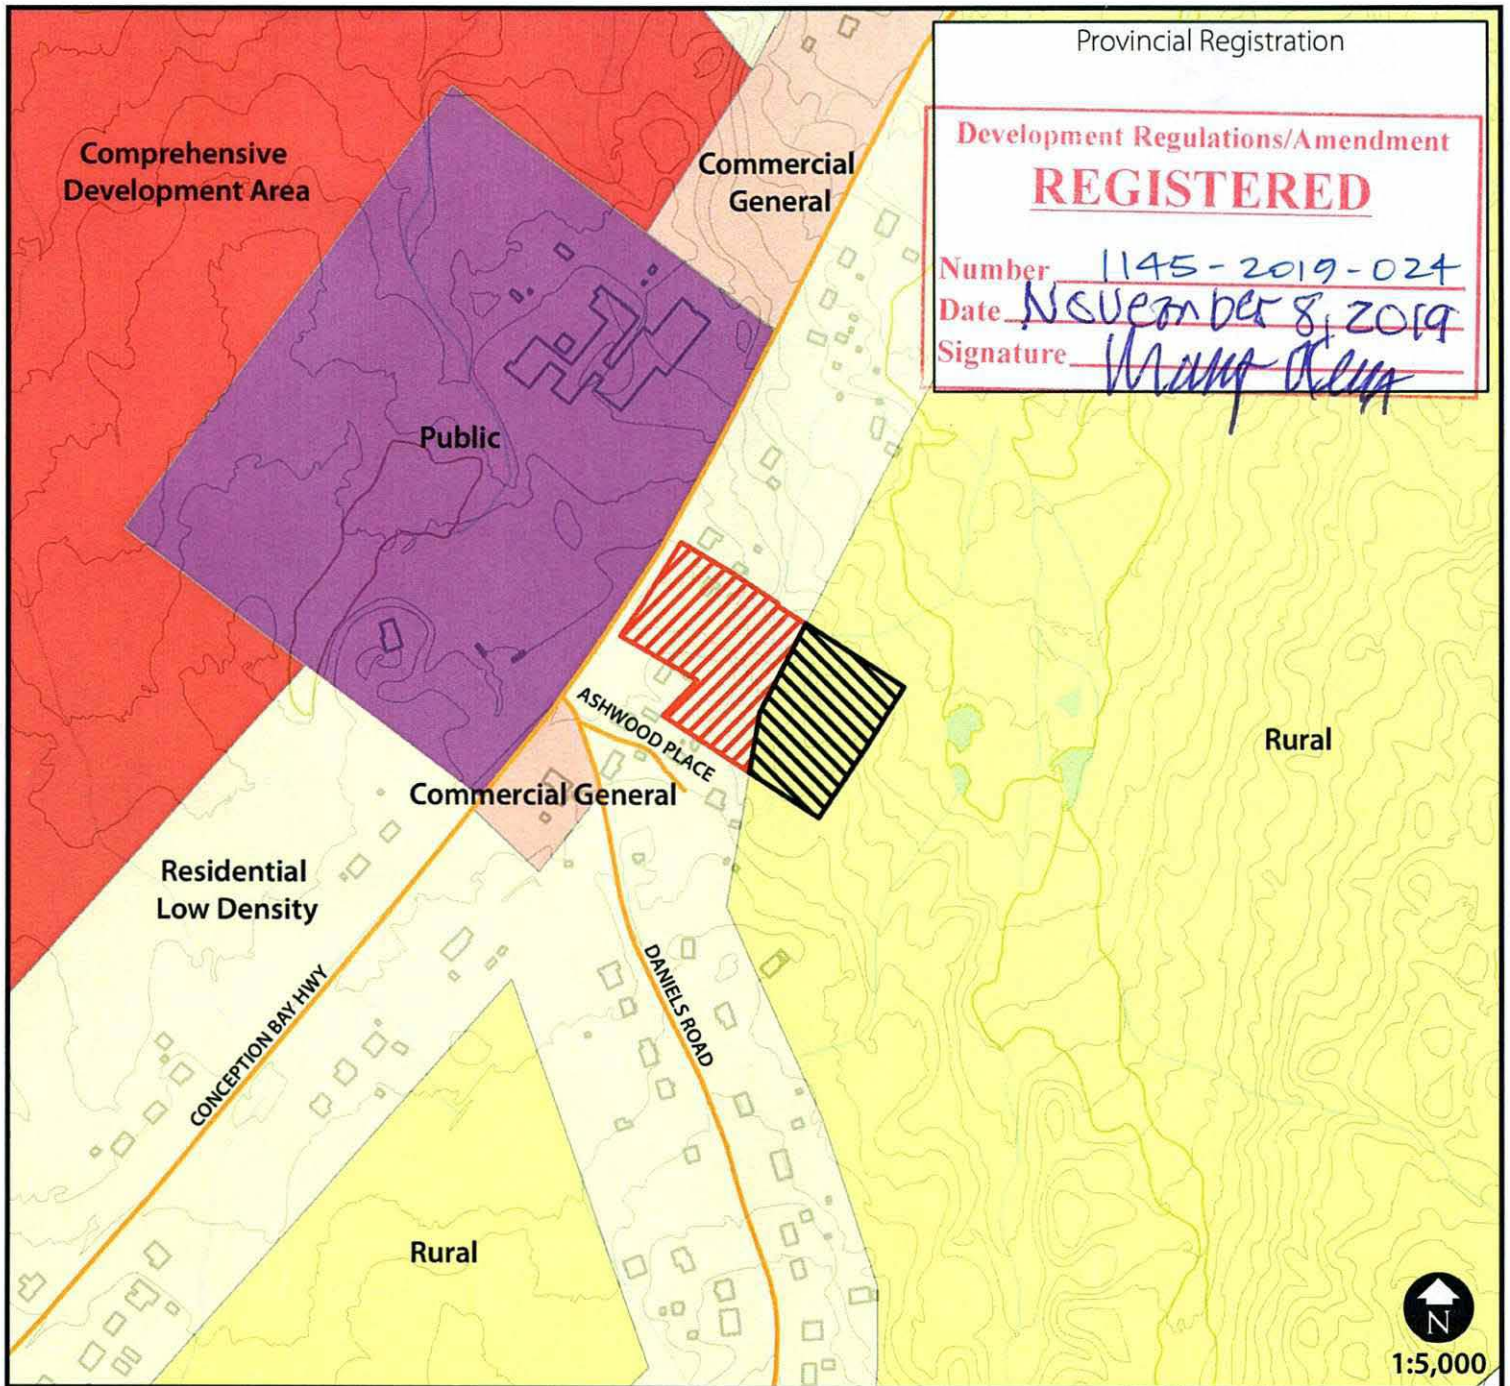 Provincial Registration
Development Regulations/Amendment
REGISTERED
Number 1145-2019-024
Date November 8, 2019
Signature
Comprehensive
Development Area
Commercial
General
Public
ASHWOOD PLACE
Rural
Commercial General
Residential
Low Density
CONCEPTION BAY HWY
DANIELS ROAD
Rural
N
1:5,000